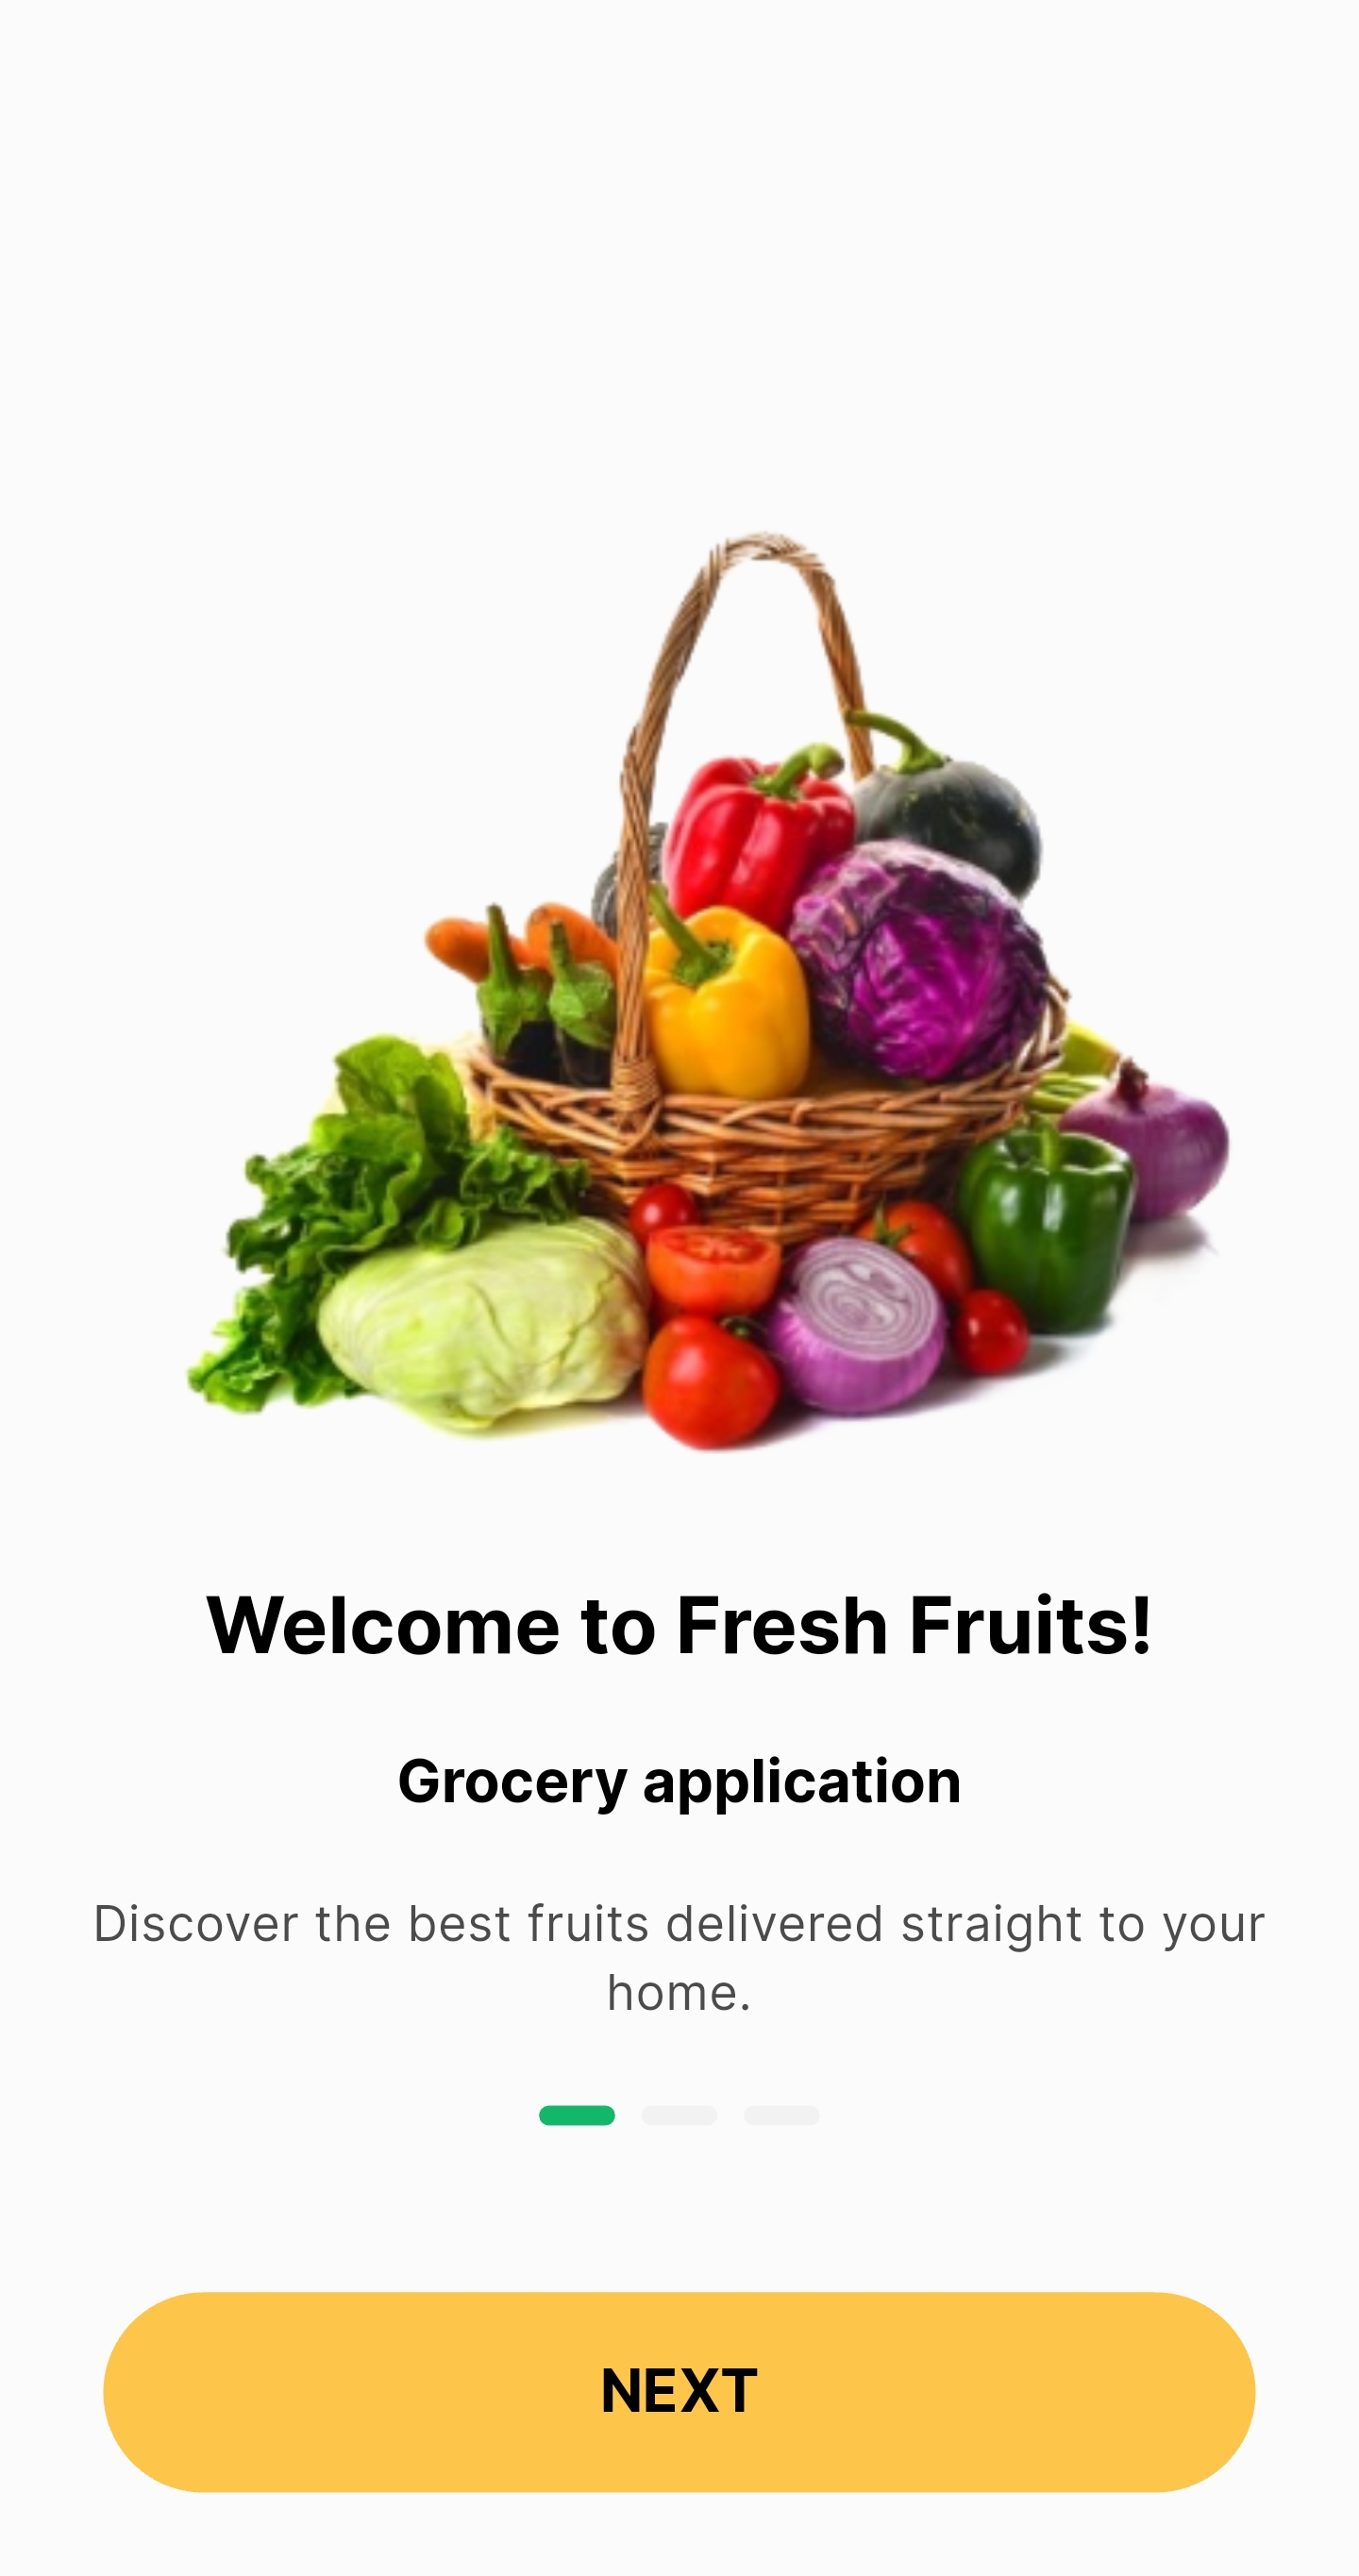 Welcome to Fresh Fruits!
Grocery application
Discover the best fruits delivered straight to your
home.
NEXT